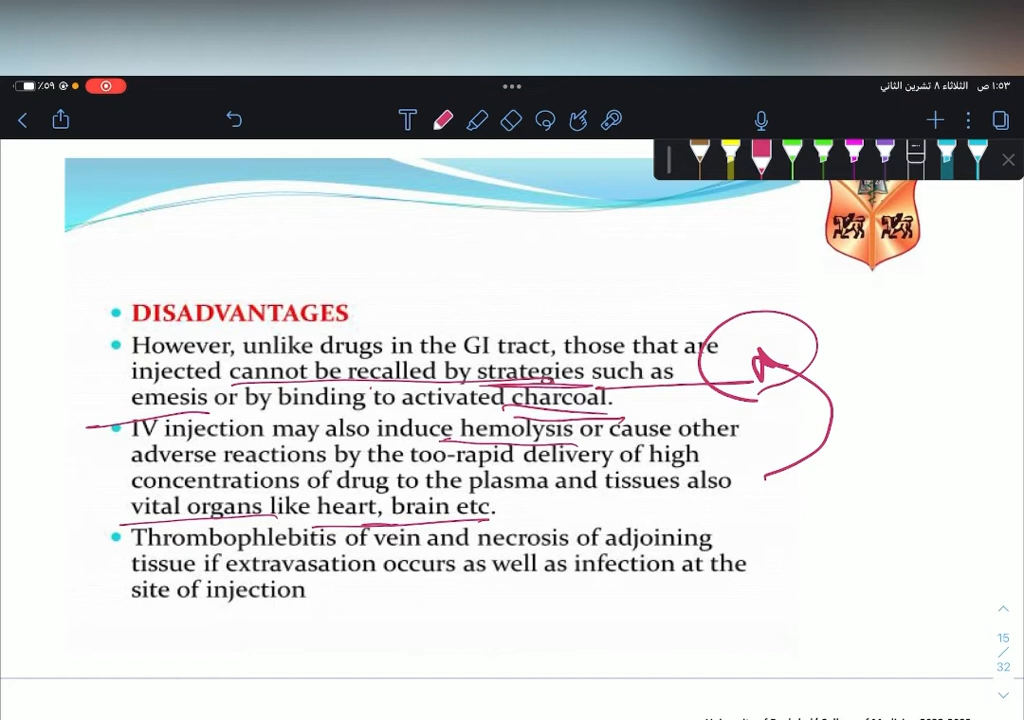 ٪٥٩
١:٥٣ ص الثلاثاء ٨ تشرين الثاني
DISADVANTAGES
However, unlike drugs in the GI tract, those that are
injected cannot be recalled by strategies such as
emesis or by binding to activated charcoal.
IV injection may also induce hemolysis or cause other
adverse reactions by the too-rapid delivery of high
concentrations of drug to the plasma and tissues also
vital organs like heart, brain etc.
Thrombophlebitis of vein and necrosis of adjoining
tissue if extravasation occurs as well as infection at the
site of injection
15
/
32